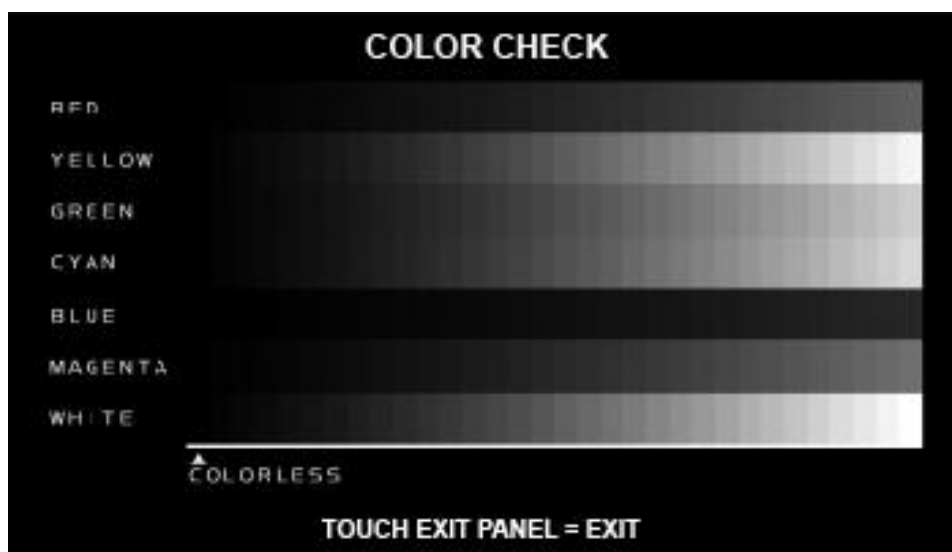 COLOR CHECK
RED
YELLOW
GREEN
CYAN
BLUE
MAGENTA
WHITE
COLORLESS
TOUCH EXIT PANEL = EXIT